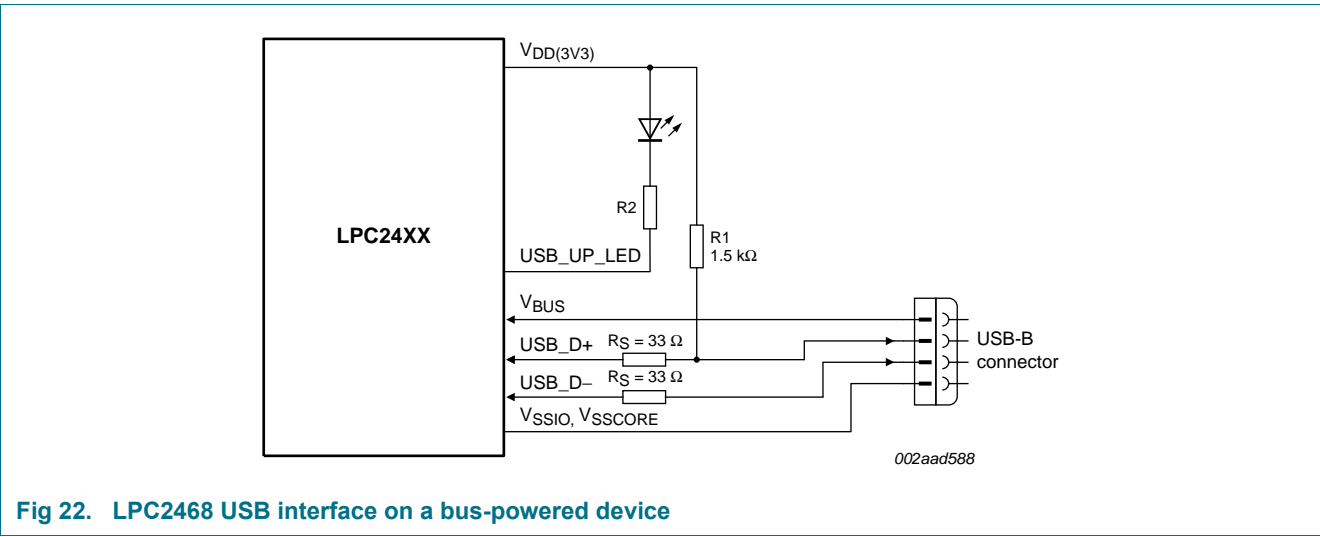 VDD(3V3)
R2
LPC24XX
R1
1.5 kΩ
USB_UP_LED
VBUS
USB_D+ RS = 33 Ω
USB_D− RS = 33 Ω
VSSIO, VSSCORE
USB-B
connector
002aad588
Fig 22. LPC2468 USB interface on a bus-powered device